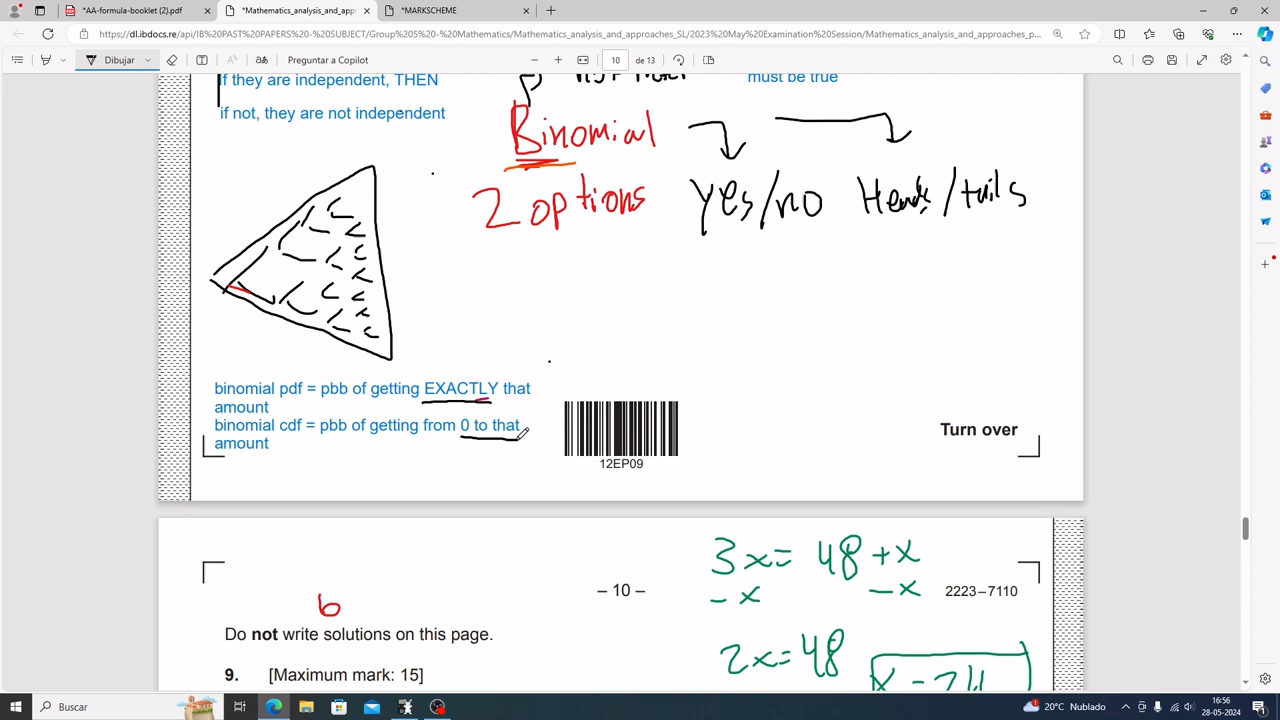 *AA-formula-booklet (2).pdf
*Mathematics_analysis_and_app
*MARKSCHEME
https://dl.ibdocs.re/api/IB%20PAST%20PAPERS%20-%20SUBJECT/Group%205%20-%20Mathematics/Mathematics_analysis_and_approaches_SL/2023%20May%20Examination%20Session/Mathematics_analysis_and_approaches_p...
Dibujar
Preguntar a Copilot
10
de 13
If they are independent, THEN
must be true
if not, they are not independent
Binomial
2 options
yes/no
Heads/tails
binomial pdf = pbb of getting EXACTLY that
amount
binomial cdf = pbb of getting from 0 to that
amount
12EP09
Turn over
3x = 48 + x
- x - x
– 10 –
2223–7110
6
Do not write solutions on this page.
2x = 48
9. [Maximum mark: 15]
x = 24
Buscar
20°C Nublado
16:56
28-05-2024